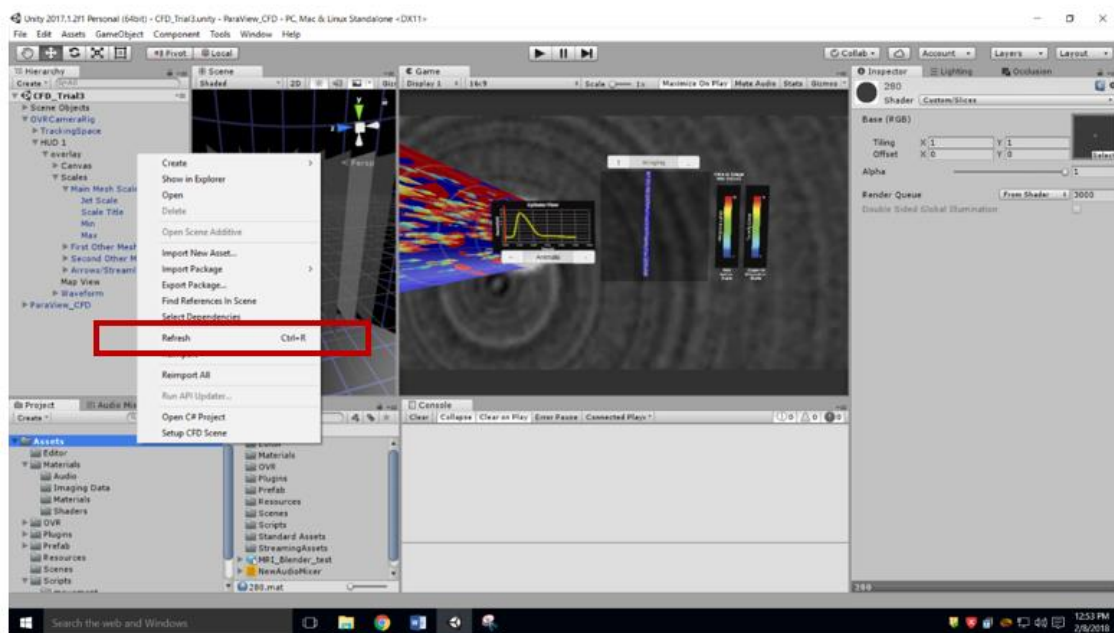 Unity 2017.1.2f1 Personal (64bit) - CFD_Trial3.unity - ParaView_CFD - PC, Mac & Linux Standalone <DX11>
File Edit Assets GameObject Component Tools Window Help
Pivot Local Collab Account Layers Layout
Hierarchy
Create
CFD_Trial3
Scene Objects
OVRCameraRig
TrackingSpace
HUD 1
overlay
Canvas
Scales
Main Mesh Scale
Jet Scale
Scale Title
Min
Max
First Other Mesh
Second Other M
Arrows/Streaml
Map View
Waveform
ParaView_CFD
Scene
Shaded 2D
Persp
Game
Display 1 16:9 Scale 1x Maximize On Play Mute Audio Stats Gizmos
Animate
Inspector Lighting Occlusion
280
Shader Custom/Slices
Base (RGB)
Tiling X 1 Y 1
Offset X 0 Y 0
Select
Alpha 1
Render Queue From Shader 3000
Double Sided Global Illumination
Create
Show in Explorer
Open
Delete
Open Scene Additive
Import New Asset...
Import Package
Export Package...
Find References In Scene
Select Dependencies
Refresh Ctrl+R
Reimport All
Run API Updater...
Open C# Project
Setup CFD Scene
Project Audio Mi
Create
Assets
Editor
Materials
Audio
Imaging Data
Materials
Shaders
OVR
Plugins
Prefab
Resources
Scenes
Scripts
Materials
OVR
Plugins
Prefab
Resources
Scenes
Scripts
Standard Assets
StreamingAssets
MRI_Blender_test
NewAudioMixer
280.mat
Console
Clear Collapse Clear on Play Error Pause Connected Player
0 0 0
280
Search the web and Windows
12:53 PM
2/8/2018